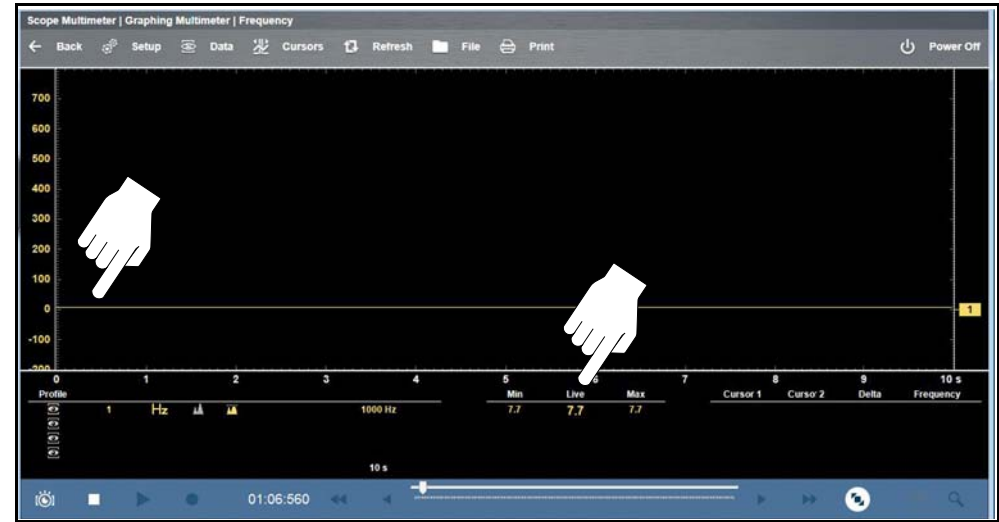 Scope Multimeter | Graphing Multimeter | Frequency
Back Setup Data Cursors Refresh File Print Power Off
700
600
500
400
300
200
100
0
1
-100
-200
0 1 2 3 4 5 6 7 8 9 10 s
Profile Min Live Max Cursor 1 Cursor 2 Delta Frequency
1 Hz 1000 Hz 7.7 7.7 7.7
10 s
01:06:560